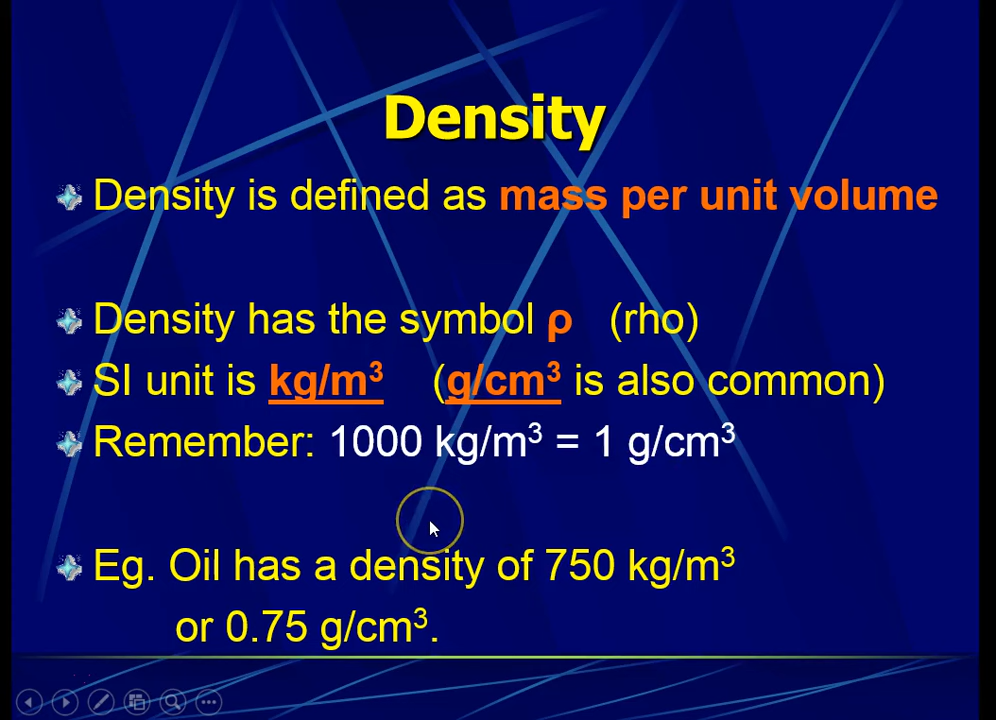 Density
Density is defined as mass per unit volume
Density has the symbol ρ (rho)
SI unit is kg/m³ (g/cm³ is also common)
Remember: 1000 kg/m³ = 1 g/cm³
Eg. Oil has a density of 750 kg/m³
or 0.75 g/cm³.